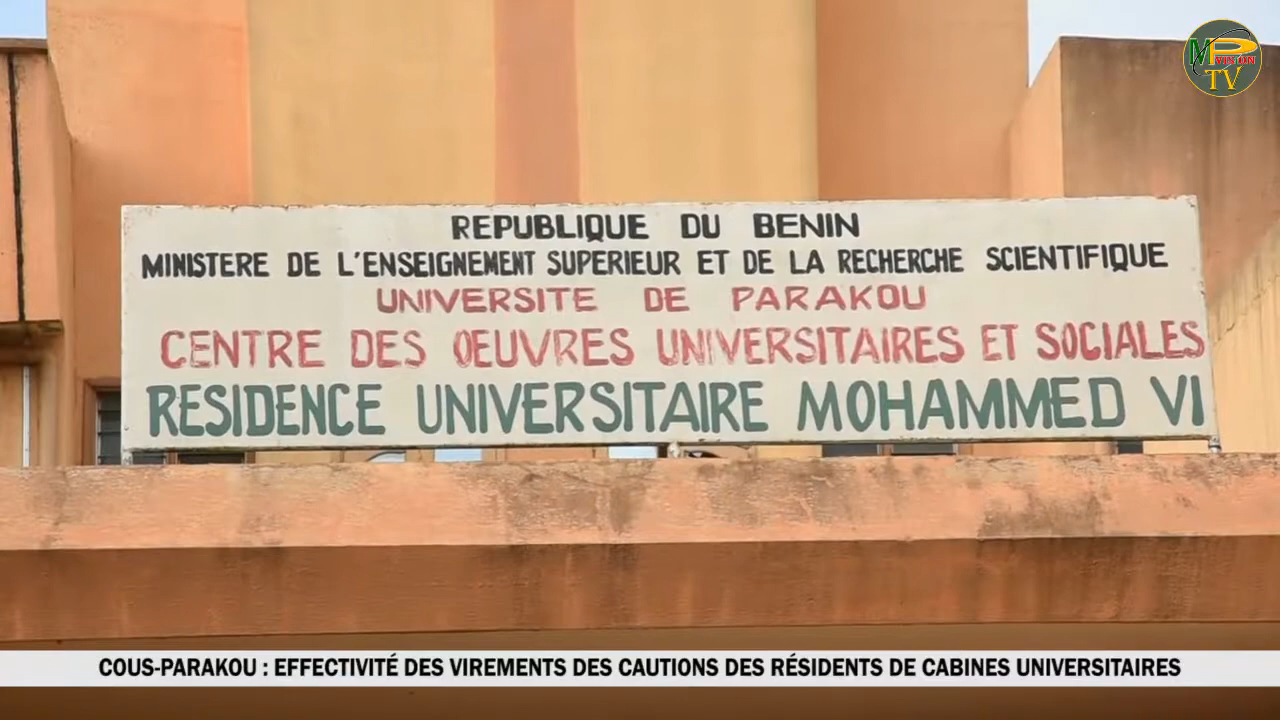 MP
VISION
TV
REPUBLIQUE DU BENIN
MINISTERE DE L'ENSEIGNEMENT SUPERIEUR ET DE LA RECHERCHE SCIENTIFIQUE
UNIVERSITE DE PARAKOU
CENTRE DES OEUVRES UNIVERSITAIRES ET SOCIALES
RESIDENCE UNIVERSITAIRE MOHAMMED VI
COUS-PARAKOU : EFFECTIVITÉ DES VIREMENTS DES CAUTIONS DES RÉSIDENTS DE CABINES UNIVERSITAIRES